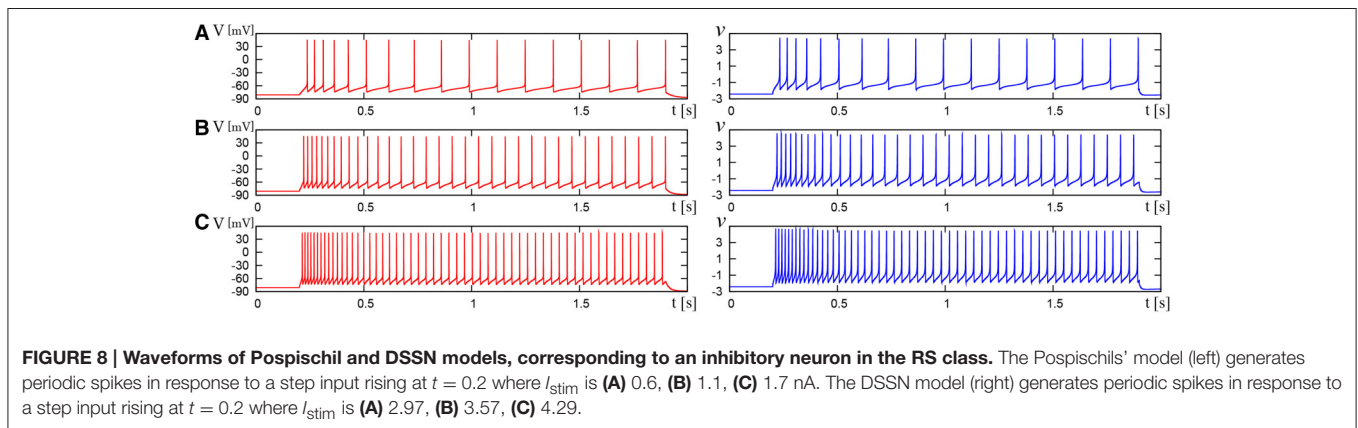 A V [mV]
30
0
-30
-60
-90
0 0.5 1 1.5 t [s]
v
3
1
-1
-3
0 0.5 1 1.5 t [s]
B V [mV]
30
0
-30
-60
-90
0 0.5 1 1.5 t [s]
v
3
1
-1
-3
0 0.5 1 1.5 t [s]
C V [mV]
30
0
-30
-60
-90
0 0.5 1 1.5 t [s]
v
3
1
-1
-3
0 0.5 1 1.5 t [s]
FIGURE 8 | Waveforms of Pospischil and DSSN models, corresponding to an inhibitory neuron in the RS class. The Pospischils' model (left) generates
periodic spikes in response to a step input rising at t = 0.2 where Istim is (A) 0.6, (B) 1.1, (C) 1.7 nA. The DSSN model (right) generates periodic spikes in response to
a step input rising at t = 0.2 where Istim is (A) 2.97, (B) 3.57, (C) 4.29.